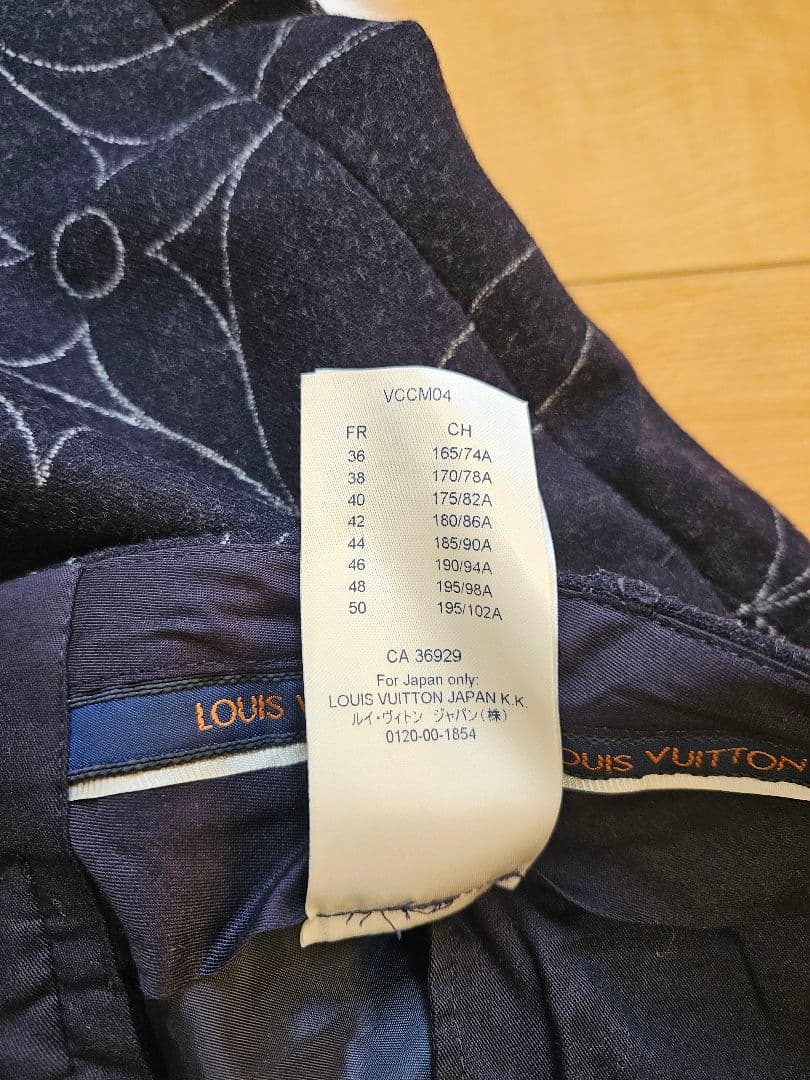 VCCM04
FR CH
36 165/74A
38 170/78A
40 175/82A
42 180/86A
44 185/90A
46 190/94A
48 195/98A
50 195/102A
CA 36929
For Japan only:
LOUIS VUITTON JAPAN K.K.
ルイ・ヴィトン ジャパン(株)
0120-00-1854
LOUIS V
OUIS VUITTON